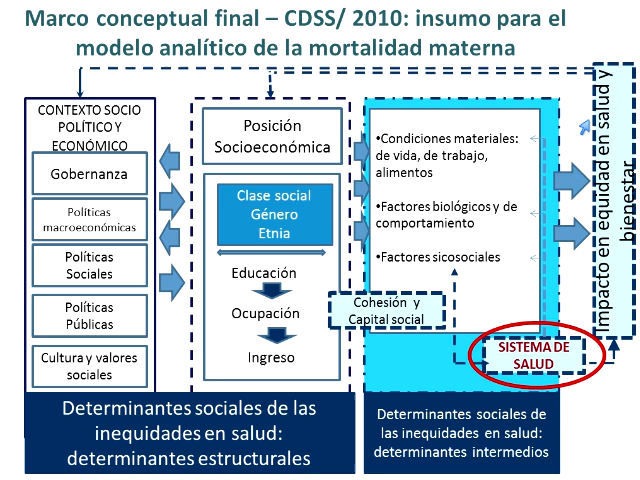 Marco conceptual final – CDSS/ 2010: insumo para el
modelo analítico de la mortalidad materna
CONTEXTO SOCIO
POLÍTICO Y
ECONÓMICO
Gobernanza
Políticas
macroeconómicas
Políticas
Sociales
Políticas
Públicas
Cultura y valores
sociales
Posición
Socioeconómica
Clase social
Género
Etnia
Educación
Ocupación
Ingreso
•Condiciones materiales:
de vida, de trabajo,
alimentos
•Factores biológicos y de
comportamiento
•Factores sicosociales
Cohesión y
Capital social
SISTEMA DE
SALUD
Impacto en equidad en salud y
bienestar
Determinantes sociales de las
inequidades en salud:
determinantes estructurales
Determinantes sociales de
las inequidades en salud:
determinantes intermedios